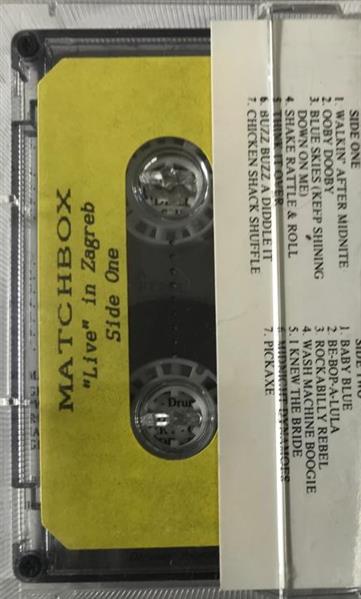 MATCHBOX
"Live" in Zagreb
Side One
SIDE ONE
1. WALKIN' AFTER MIDNITE
2. OOBY DOOBY
3. BLUE SKIES (KEEP SHINING
DOWN ON ME)
4. SHAKE RATTLE & ROLL
5. THINK IT OVER
6. BUZZ BUZZ A DIDDLE IT
7. CHICKEN SHACK SHUFFLE
SIDE TWO
1. BABY BLUE
2. BE-BOP-A-LULA
3. ROCKABILLY REBEL
4. WASHMACHINE BOOGIE
5. I KNEW THE BRIDE
6. MIDNIGHT DYNAMOES
7. PICKAXE